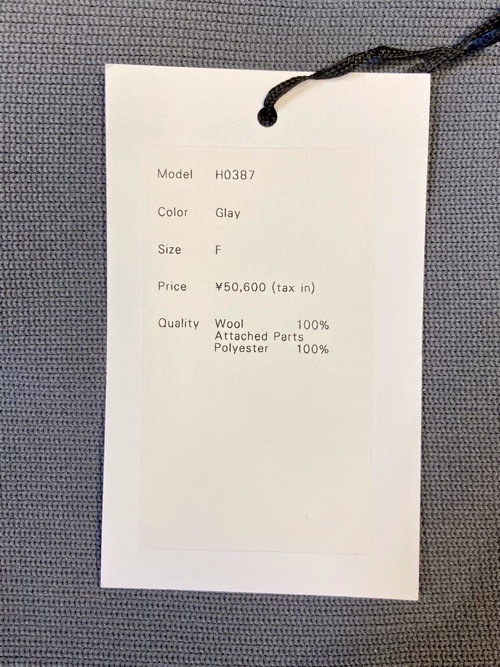 Model H0387
Color Glay
Size F
Price ¥50,600 (tax in)
Quality Wool 100%
Attached Parts
Polyester 100%